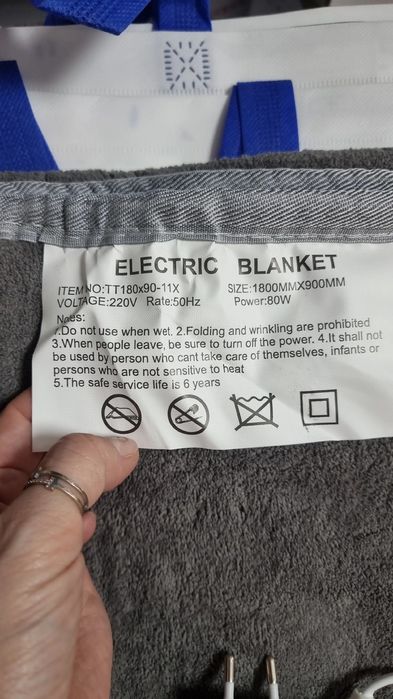 ELECTRIC BLANKET
ITEM NO:TT180x90-11X SIZE:1800MMX900MM
VOLTAGE:220V Rate:50Hz Power:80W
Notes:
1.Do not use when wet. 2.Folding and wrinkling are prohibited
3.When people leave, be sure to turn off the power. 4.It shall not
be used by person who cant take care of themselves, infants or
persons who are not sensitive to heat
5.The safe service life is 6 years